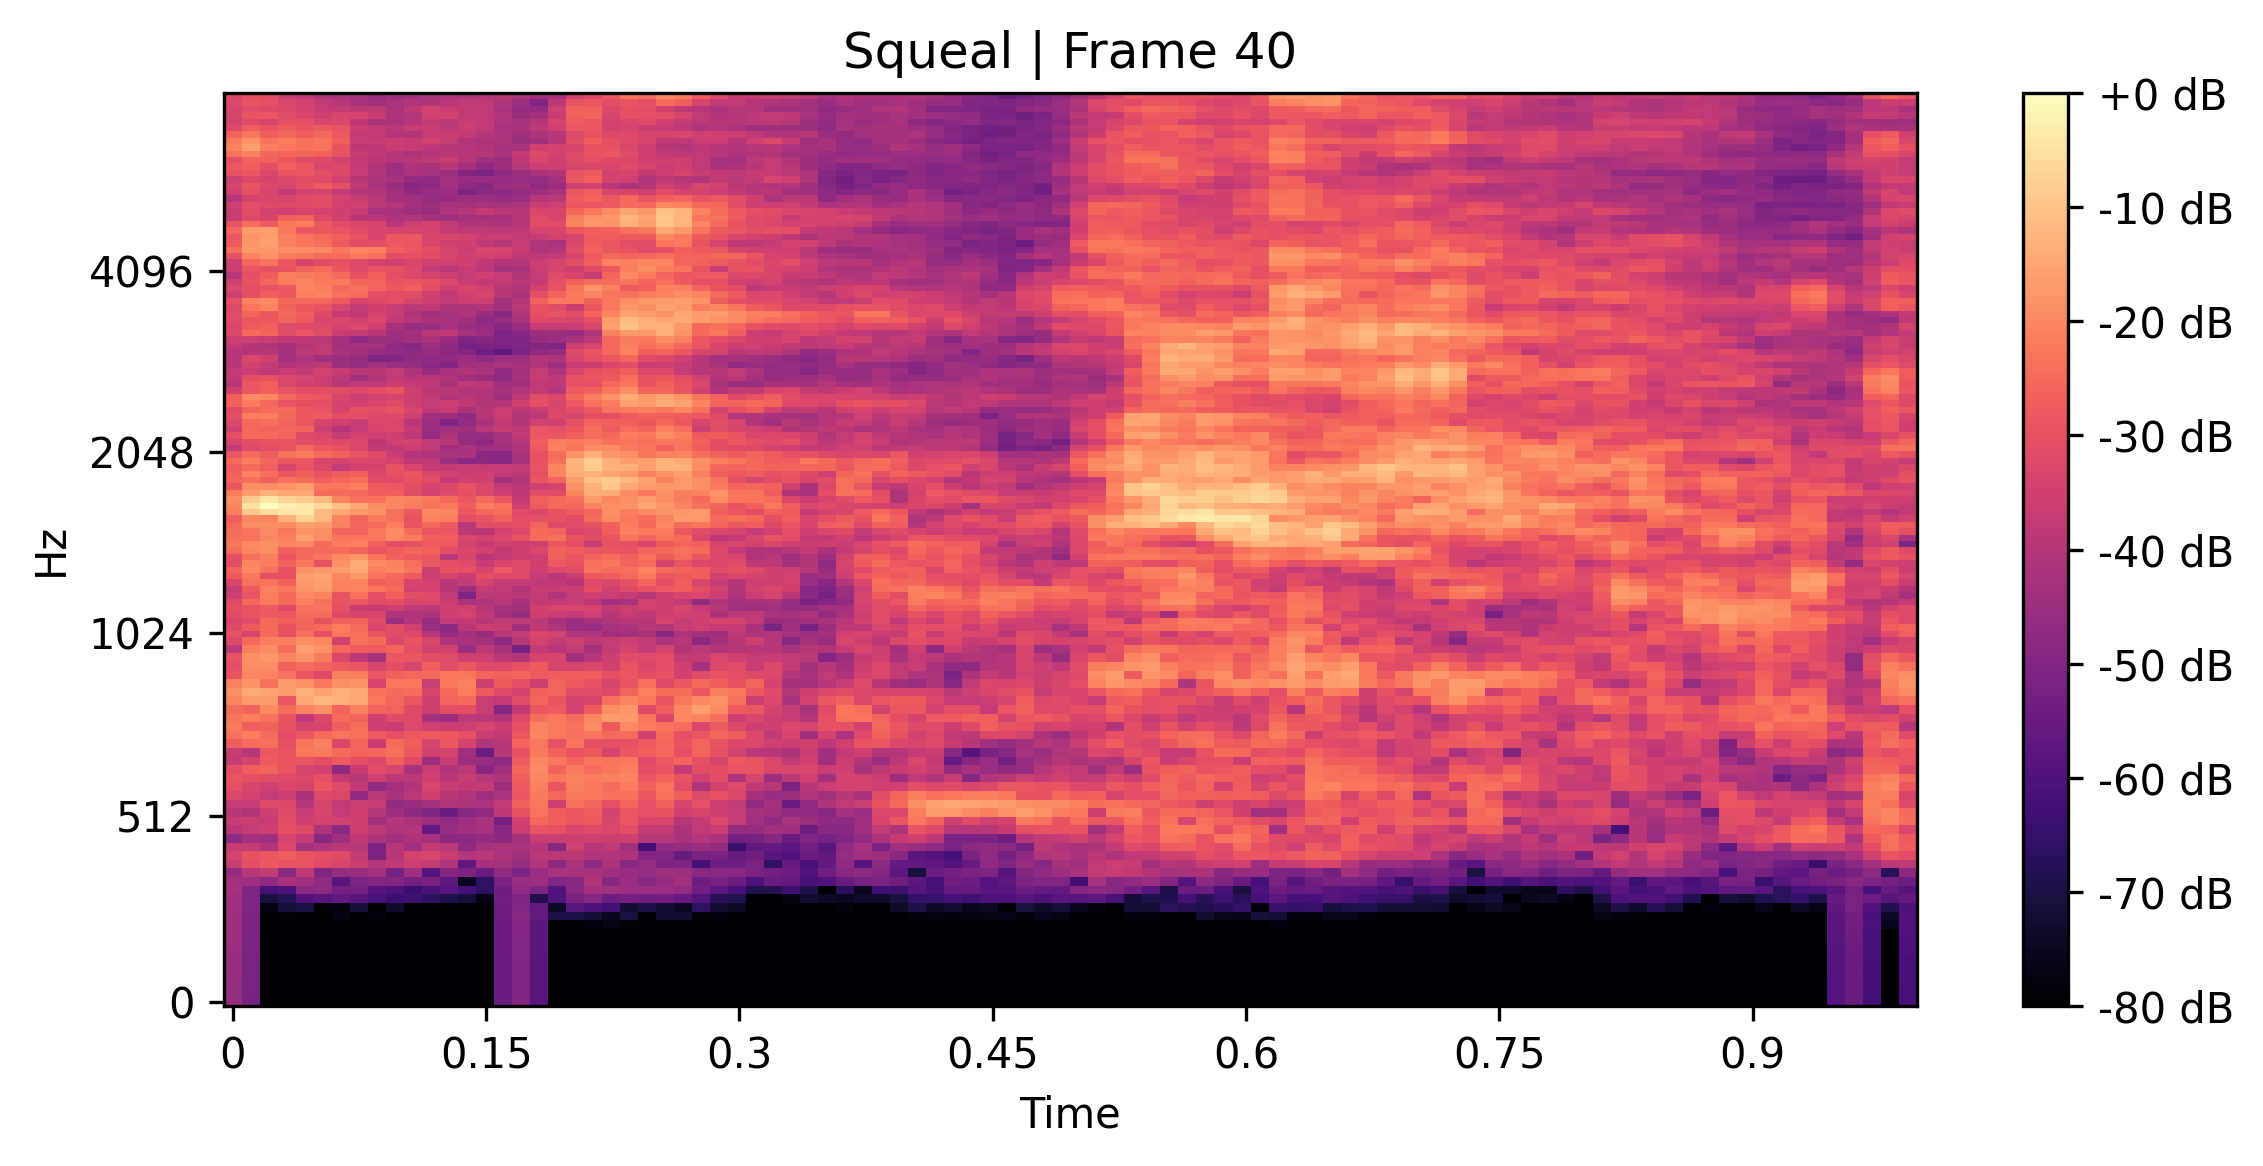 Squeal | Frame 40
+0 dB
-10 dB
-20 dB
-30 dB
-40 dB
-50 dB
-60 dB
-70 dB
-80 dB
Hz
4096
2048
1024
512
0
0 0.15 0.3 0.45 0.6 0.75 0.9
Time